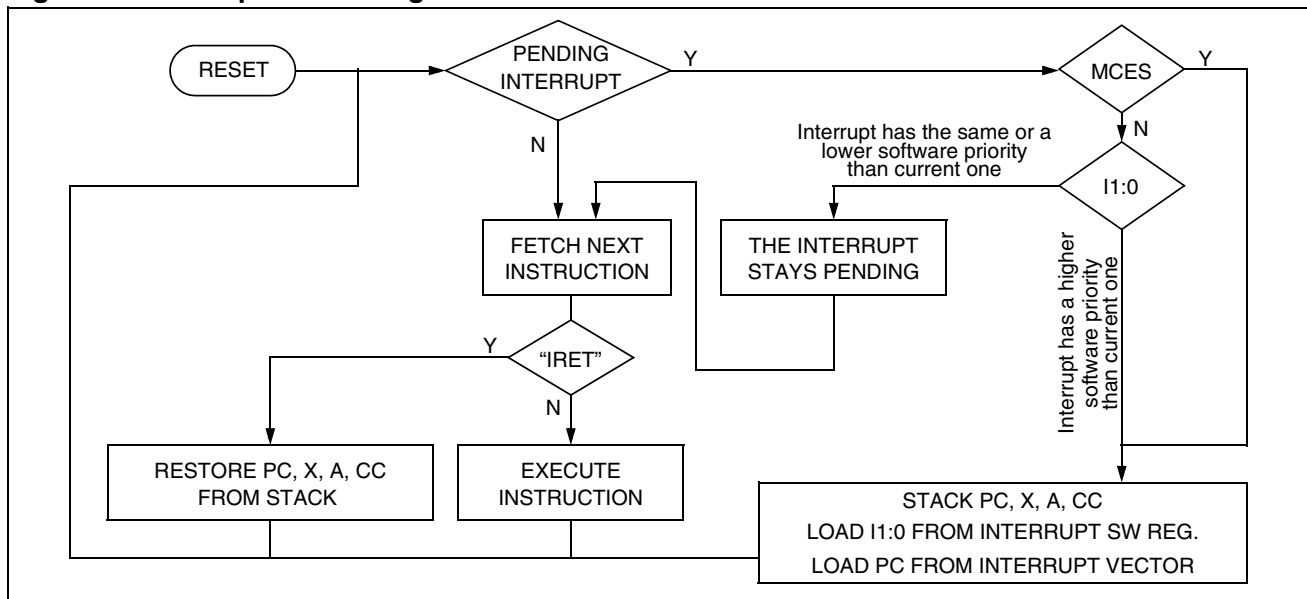 RESET
PENDING
INTERRUPT
Y
MCES
Y
N
N
Interrupt has the same or a
lower software priority
than current one
I1:0
FETCH NEXT
INSTRUCTION
THE INTERRUPT
STAYS PENDING
Interrupt has a higher
software priority
than current one
Y
“IRET”
N
RESTORE PC, X, A, CC
FROM STACK
EXECUTE
INSTRUCTION
STACK PC, X, A, CC
LOAD I1:0 FROM INTERRUPT SW REG.
LOAD PC FROM INTERRUPT VECTOR